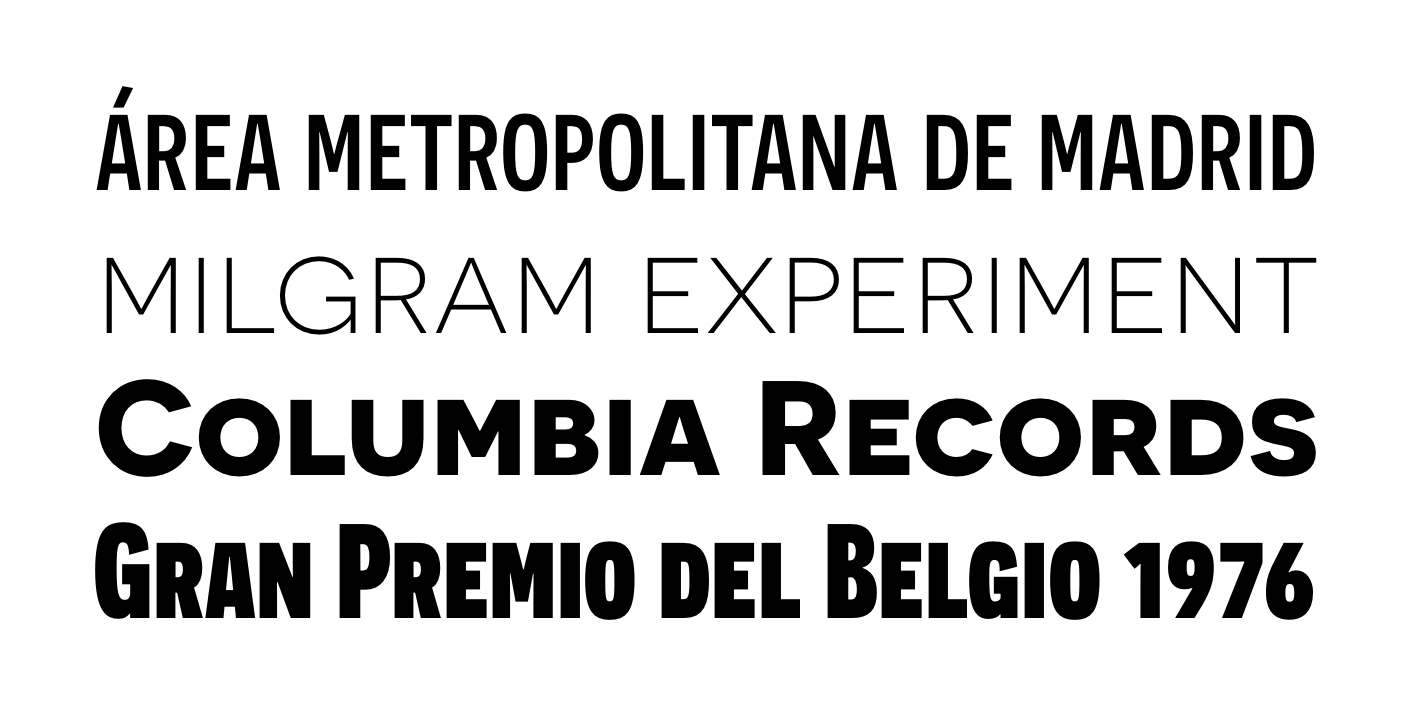 ÁREA METROPOLITANA DE MADRID
MILGRAM EXPERIMENT
COLUMBIA RECORDS
GRAN PREMIO DEL BELGIO 1976